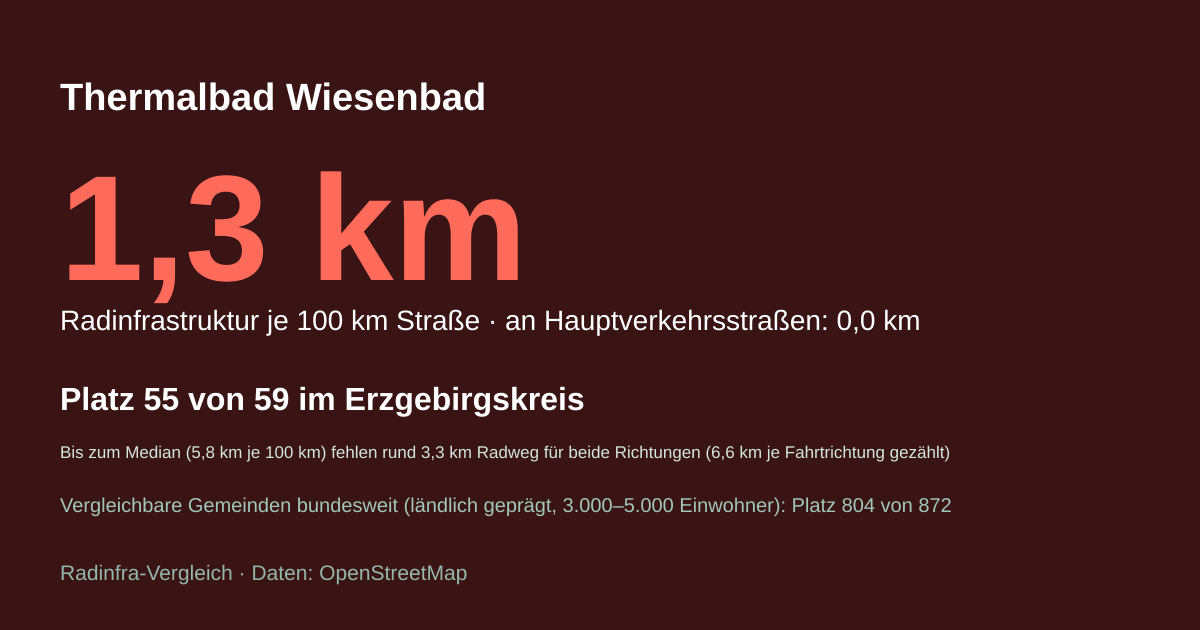 Thermalbad Wiesenbad
1,3 km
Radinfrastruktur je 100 km Straße · an Hauptverkehrsstraßen: 0,0 km
Platz 55 von 59 im Erzgebirgskreis
Bis zum Median (5,8 km je 100 km) fehlen rund 3,3 km Radweg für beide Richtungen (6,6 km je Fahrtrichtung gezählt)
Vergleichbare Gemeinden bundesweit (ländlich geprägt, 3.000–5.000 Einwohner): Platz 804 von 872
Radinfra-Vergleich · Daten: OpenStreetMap